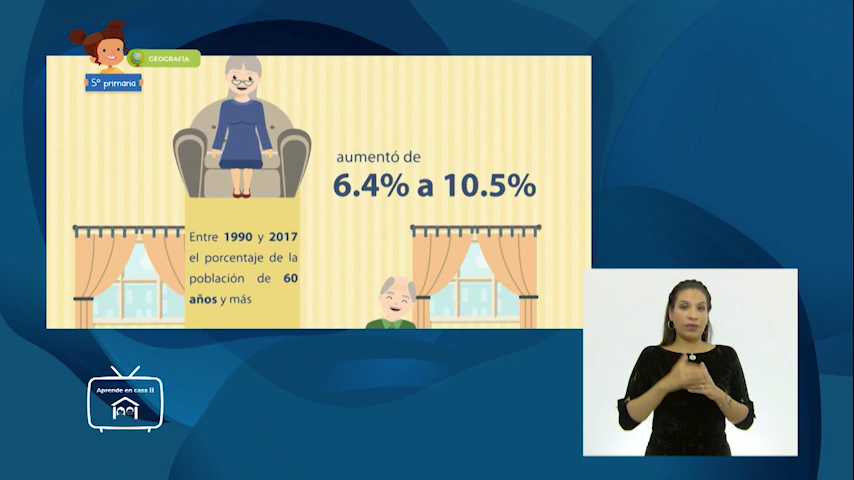 GEOGRAFÍA
5° primaria
aumentó de
6.4% a 10.5%
Entre 1990 y 2017
el porcentaje de la
población de 60
años y más
Aprende en casa II